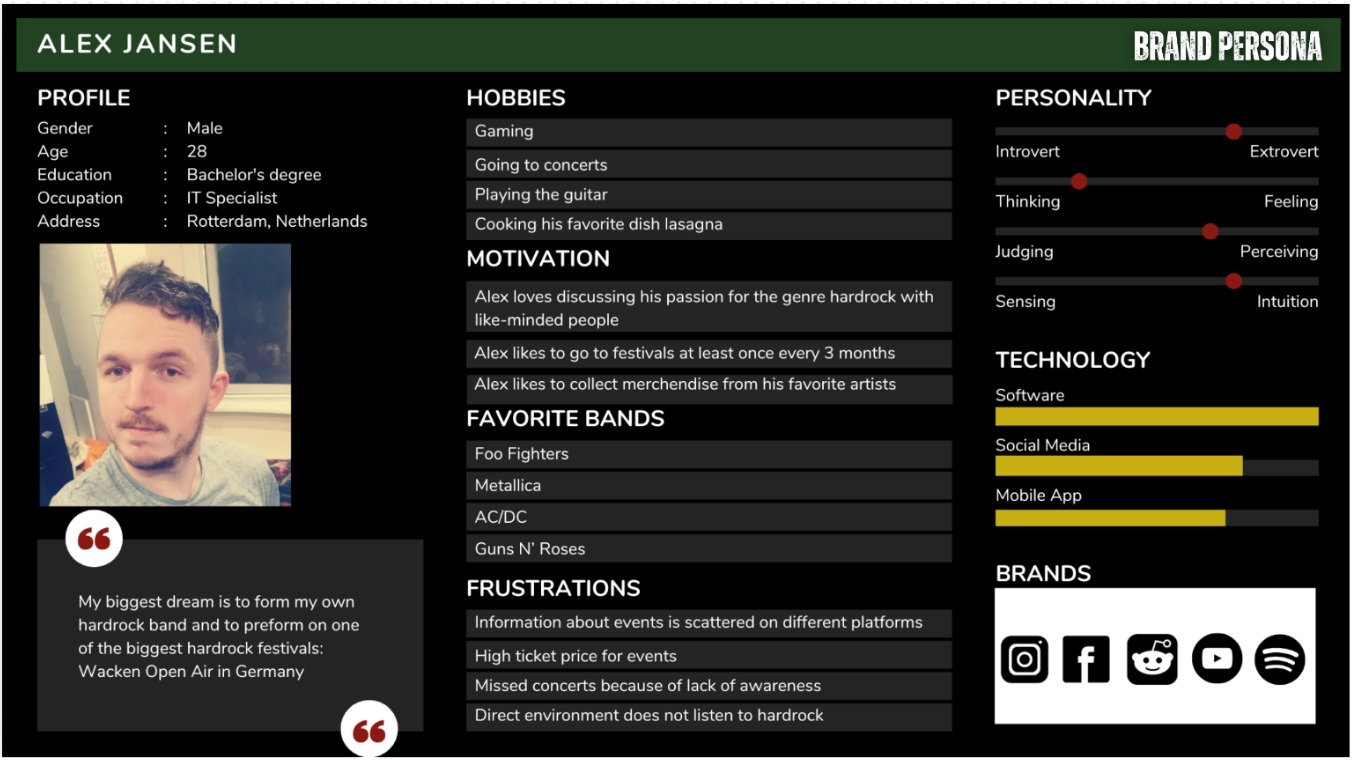 ALEX JANSEN
BRAND PERSONA
PROFILE
Gender : Male
Age : 28
Education : Bachelor's degree
Occupation : IT Specialist
Address : Rotterdam, Netherlands
“
My biggest dream is to form my own
hardrock band and to preform on one
of the biggest hardrock festivals:
Wacken Open Air in Germany
“
HOBBIES
Gaming
Going to concerts
Playing the guitar
Cooking his favorite dish lasagna
MOTIVATION
Alex loves discussing his passion for the genre hardrock with
like-minded people
Alex likes to go to festivals at least once every 3 months
Alex likes to collect merchendise from his favorite artists
FAVORITE BANDS
Foo Fighters
Metallica
AC/DC
Guns N’ Roses
FRUSTRATIONS
Information about events is scattered on different platforms
High ticket price for events
Missed concerts because of lack of awareness
Direct environment does not listen to hardrock
PERSONALITY
Introvert Extrovert
Thinking Feeling
Judging Perceiving
Sensing Intuition
TECHNOLOGY
Software
Social Media
Mobile App
BRANDS